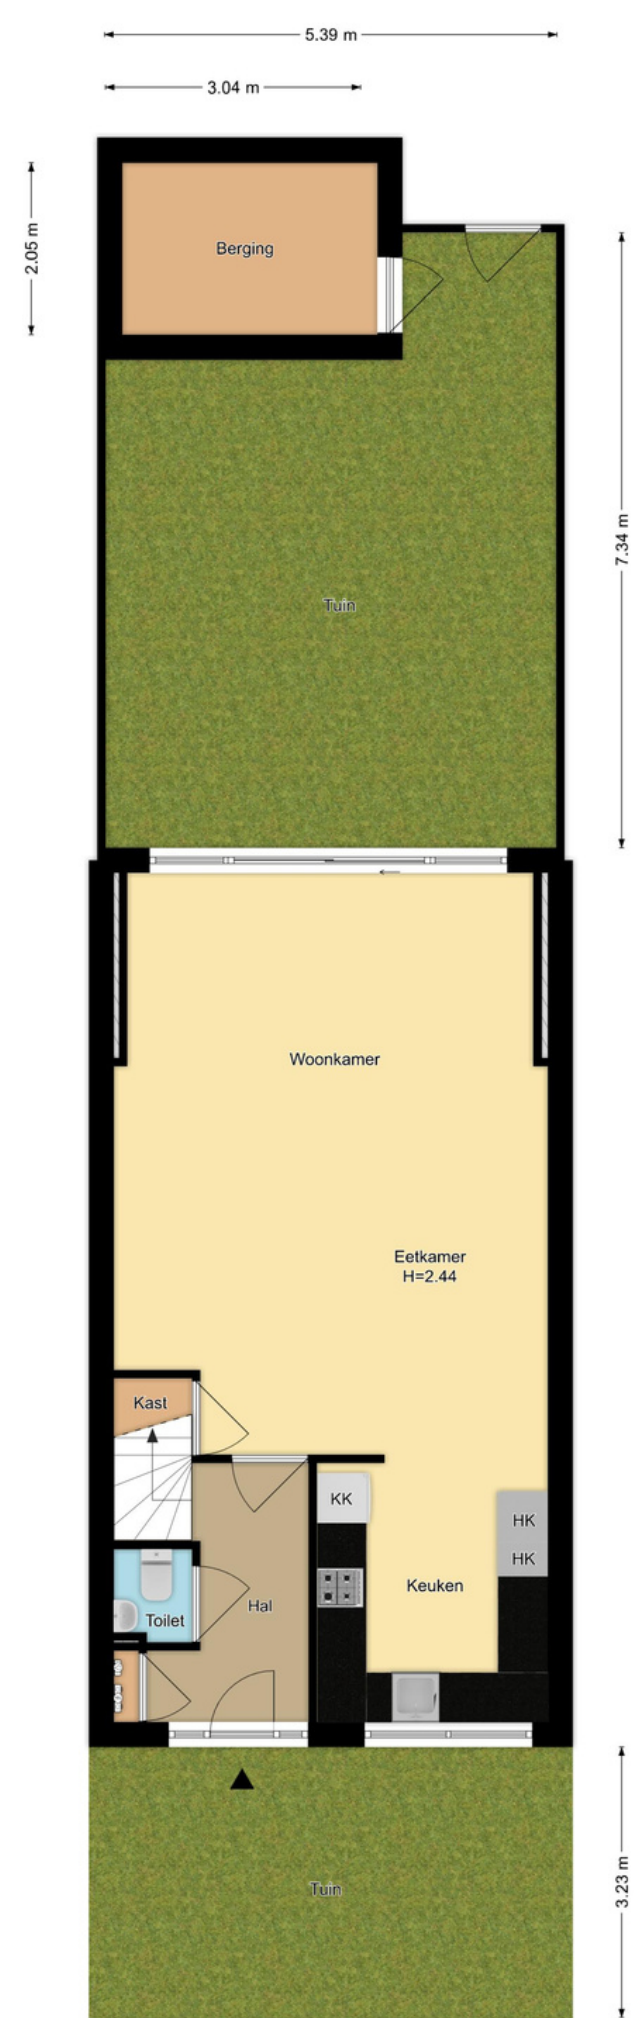 5.39 m
3.04 m
2.05 m
Berging
7.34 m
Tuin
Woonkamer
Eetkamer
H=2.44
Kast
KK
HK
HK
Keuken
Hal
Toilet
Tuin
3.23 m